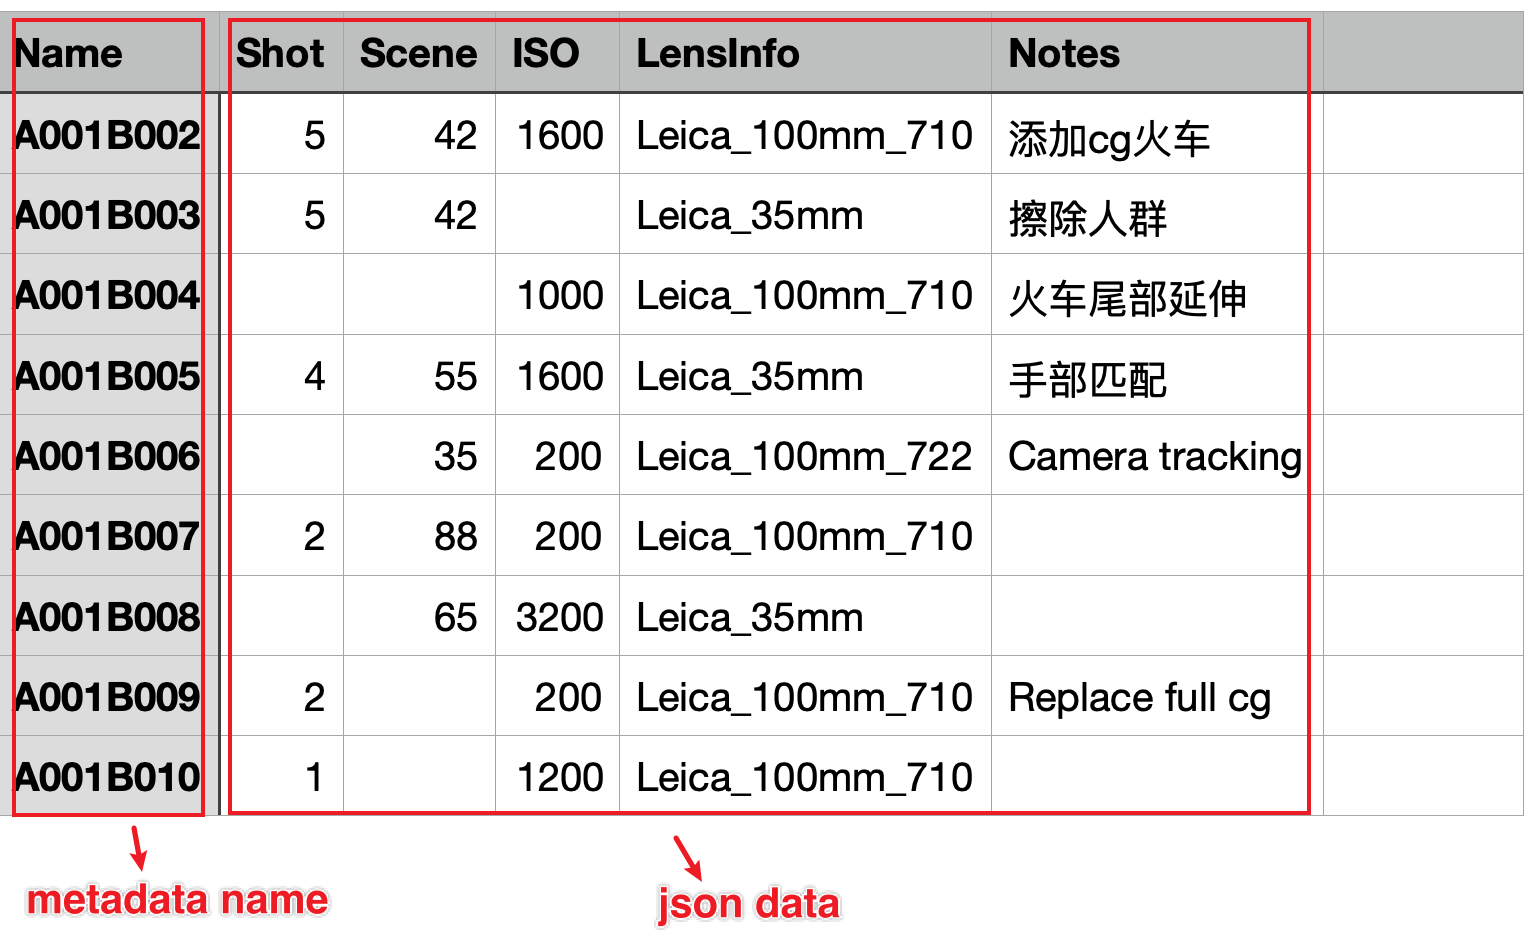 Name Shot Scene ISO LensInfo Notes
A001B002 5 42 1600 Leica_100mm_710 添加cg火车
A001B003 5 42 Leica_35mm 擦除人群
A001B004 1000 Leica_100mm_710 火车尾部延伸
A001B005 4 55 1600 Leica_35mm 手部匹配
A001B006 35 200 Leica_100mm_722 Camera tracking
A001B007 2 88 200 Leica_100mm_710
A001B008 65 3200 Leica_35mm
A001B009 2 200 Leica_100mm_710 Replace full cg
A001B010 1 1200 Leica_100mm_710
metadata name json data